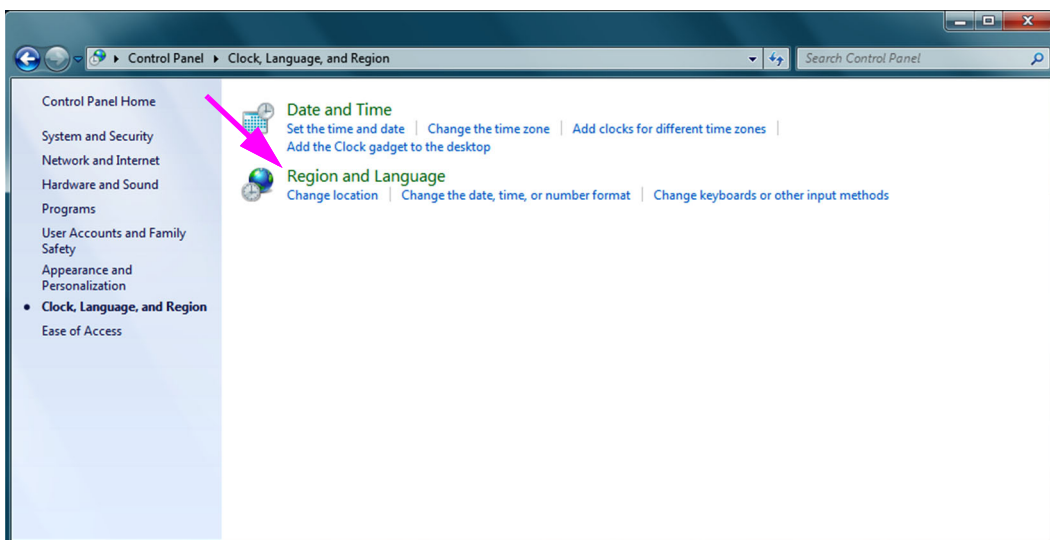 Control Panel Clock, Language, and Region Search Control Panel
Control Panel Home
System and Security
Network and Internet
Hardware and Sound
Programs
User Accounts and Family
Safety
Appearance and
Personalization
Clock, Language, and Region
Ease of Access
Date and Time
Set the time and date Change the time zone Add clocks for different time zones
Add the Clock gadget to the desktop
Region and Language
Change location Change the date, time, or number format Change keyboards or other input methods